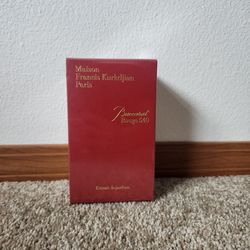 Maison
Francis Kurkdjian
Paris
Baccarat
Rouge 540
Extrait de parfum